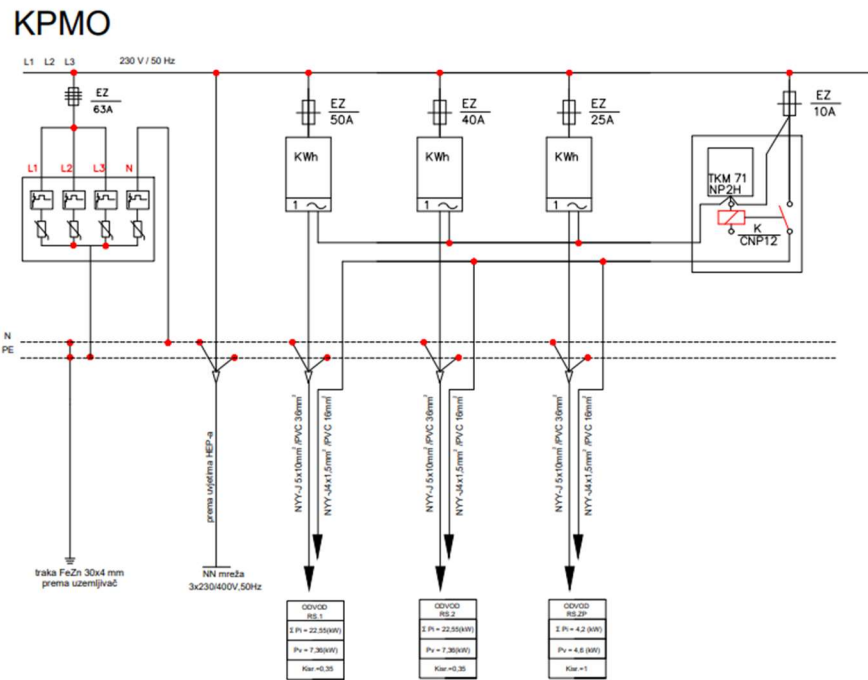 KPMO
L1 L2 L3 230 V / 50 Hz
EZ
63A
EZ
50A
EZ
40A
EZ
25A
EZ
10A
L1 L2 L3 N
KWh
1
KWh
1
KWh
1
TKM 71
NP2H
K
CNP12
N
PE
prema uvjetima HEP-a
NYY-J 5x10mm² /PVC 36mm²
NYY-J4x1,5mm² /PVC 16mm²
NYY-J 5x10mm² /PVC 36mm²
NYY-J4x1,5mm² /PVC 16mm²
NYY-J 5x10mm² /PVC 36mm²
NYY-J4x1,5mm² /PVC 16mm²
traka FeZn 30x4 mm
prema uzemljivač
NN mreža
3x230/400V,50Hz
ODVOD
RS.1
Σ Pi = 22,55(kW)
Pv = 7,36(kW)
Kisr.=0,35
ODVOD
RS.2
Σ Pi = 22,55(kW)
Pv = 7,36(kW)
Kisr.=0,35
ODVOD
RS.ZP
Σ Pi = 4,2 (kW)
Pv = 4,6 (kW)
Kisr.=1